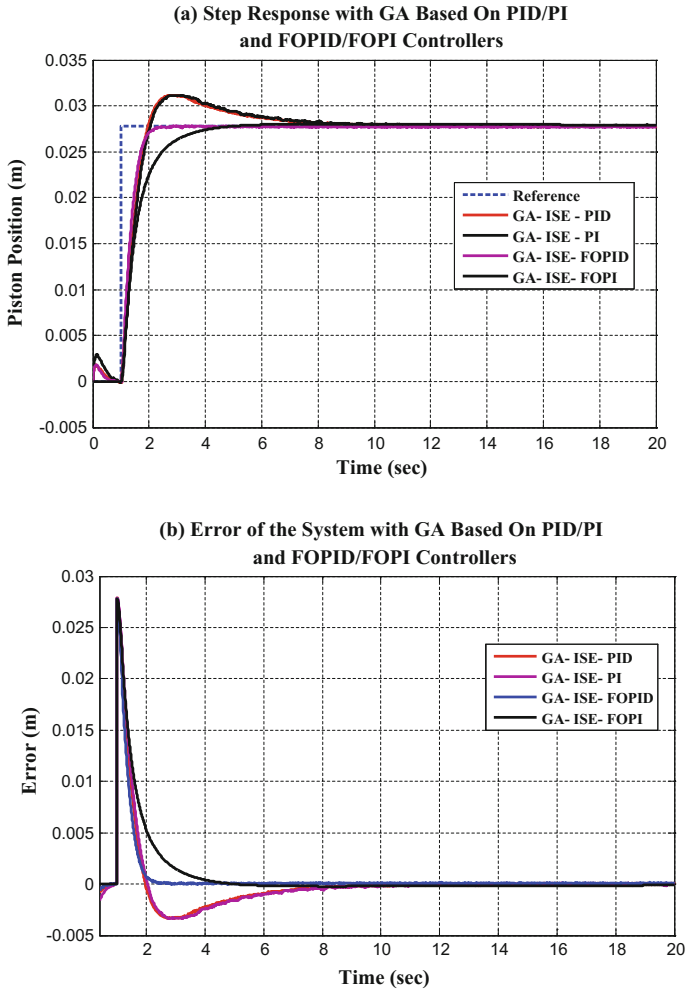 (a) Step Response with GA Based On PID/PI
and FOPID/FOPI Controllers
0.035
0.03
0.025
0.02
0.015
0.01
0.005
0
-0.005
Piston Position (m)
Reference
GA- ISE - PID
GA- ISE - PI
GA-ISE-FOPID
GA-ISE- FOPI
0 2 4 6 8 10 12 14 16 18 20
Time (sec)
(b) Error of the System with GA Based On PID/PI
and FOPID/FOPI Controllers
0.03
0.025
0.02
0.015
0.01
0.005
0
-0.005
Error (m)
GA- ISE- PID
GA- ISE- PI
GA- ISE-FOPID
GA- ISE- FOPI
2 4 6 8 10 12 14 16 18 20
Time (sec)